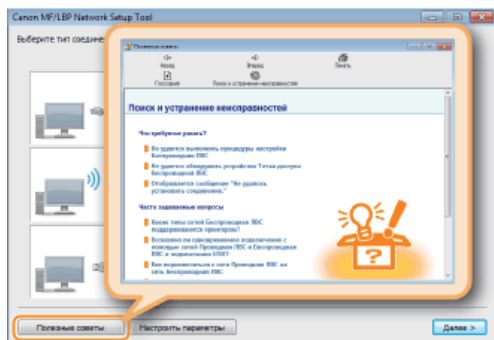 Canon MF/LBP Network Setup Tool
Выберите тип соедине
Полезные советы
Назад
Вперед
Печать
Глоссарий
Поиск и устранение неисправностей
Поиск и устранение неисправностей
Что требуется узнать?
Не удается выполнить процедуры настройки
Беспроводная ЛВС
Не удается обнаружить устройство Точка доступа
Беспроводной ЛВС
Отображается сообщение "Не удалось
установить соединение."
Часто задаваемые вопросы
Какие типы сетей Беспроводная ЛВС
поддерживаются принтером?
Возможно ли одновременное подключение с
помощью сетей Проводная ЛВС и Беспроводная
ЛВС и подключения USB?
Как переключиться с сети Проводная ЛВС на
сеть Беспроводная ЛВС
Полезные советы
Настроить параметры
Далее >